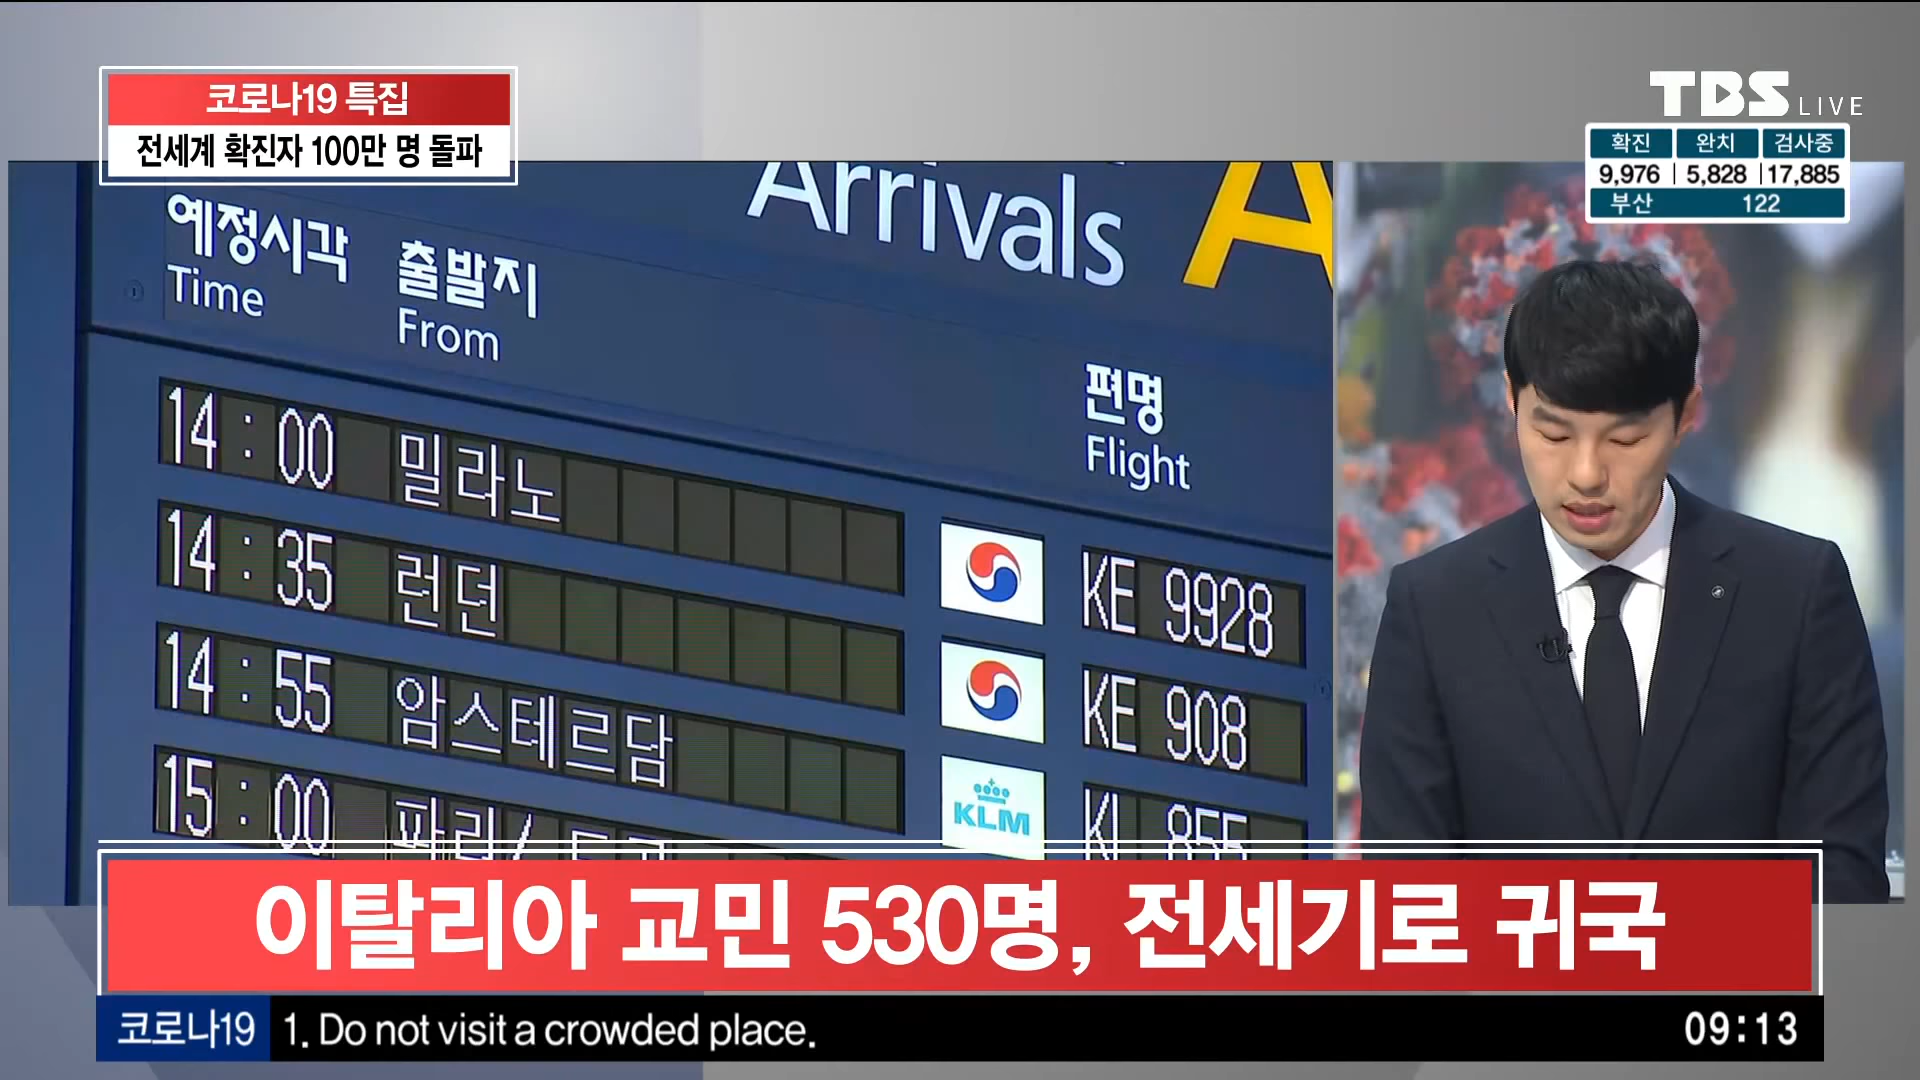 코로나19 특집
전세계 확진자 100만 명 돌파
TBS LIVE
확진 완치 검사중
9,976 5,828 17,885
부산 122
Arrivals A
예정시각 출발지
Time From
편명
Flight
14:00 밀라노 KE 9928
14:35 런던 KE 908
14:55 암스테르담 KLM KL 855
15:00 파리/
이탈리아 교민 530명, 전세기로 귀국
코로나19 1. Do not visit a crowded place. 09:13